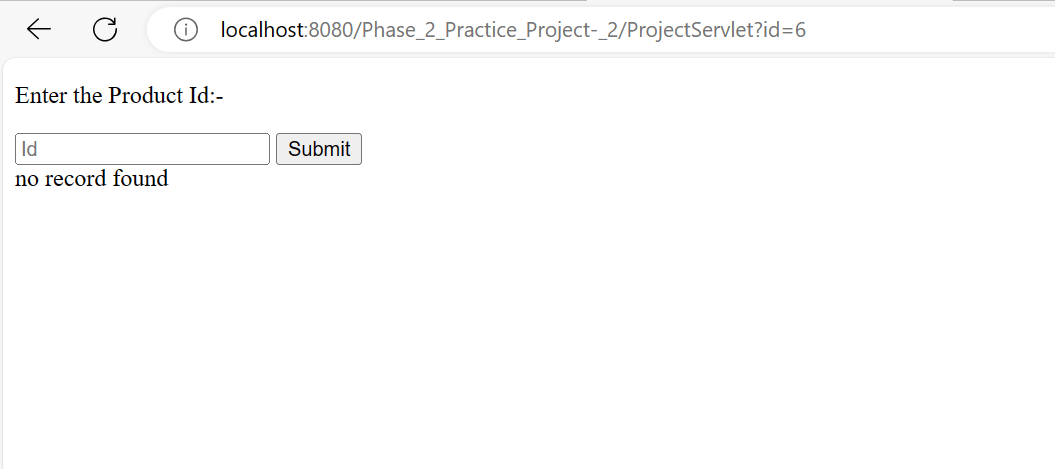 localhost:8080/Phase_2_Practice_Project-_2/ProjectServlet?id=6
Enter the Product Id:-
Id Submit
no record found